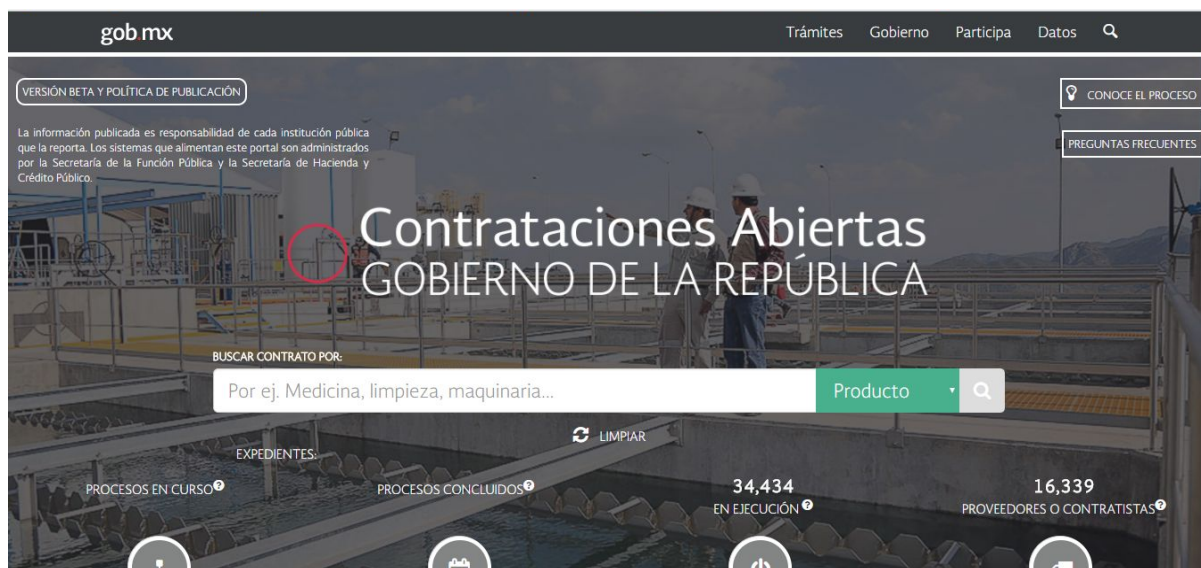 gob.mx
Trámites Gobierno Participa Datos
VERSIÓN BETA Y POLÍTICA DE PUBLICACIÓN
CONOCE EL PROCESO
La información publicada es responsabilidad de cada institución pública
que la reporta. Los sistemas que alimentan este portal son administrados
por la Secretaría de la Función Pública y la Secretaría de Hacienda y
Crédito Público.
PREGUNTAS FRECUENTES
Contrataciones Abiertas
GOBIERNO DE LA REPÚBLICA
BUSCAR CONTRATO POR:
Por ej. Medicina, limpieza, maquinaria...
Producto
LIMPIAR
EXPEDIENTES:
PROCESOS EN CURSO?
PROCESOS CONCLUIDOS?
34,434
EN EJECUCIÓN ?
16,339
PROVEEDORES O CONTRATISTAS?